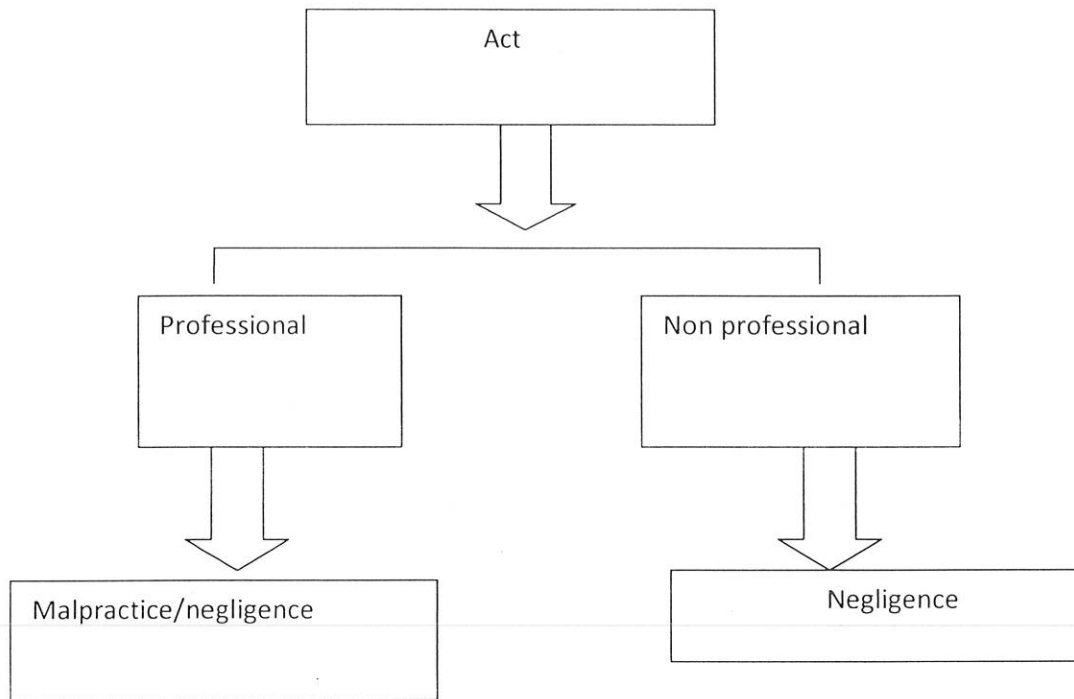 Act
Professional
Non professional
Malpractice/negligence
Negligence